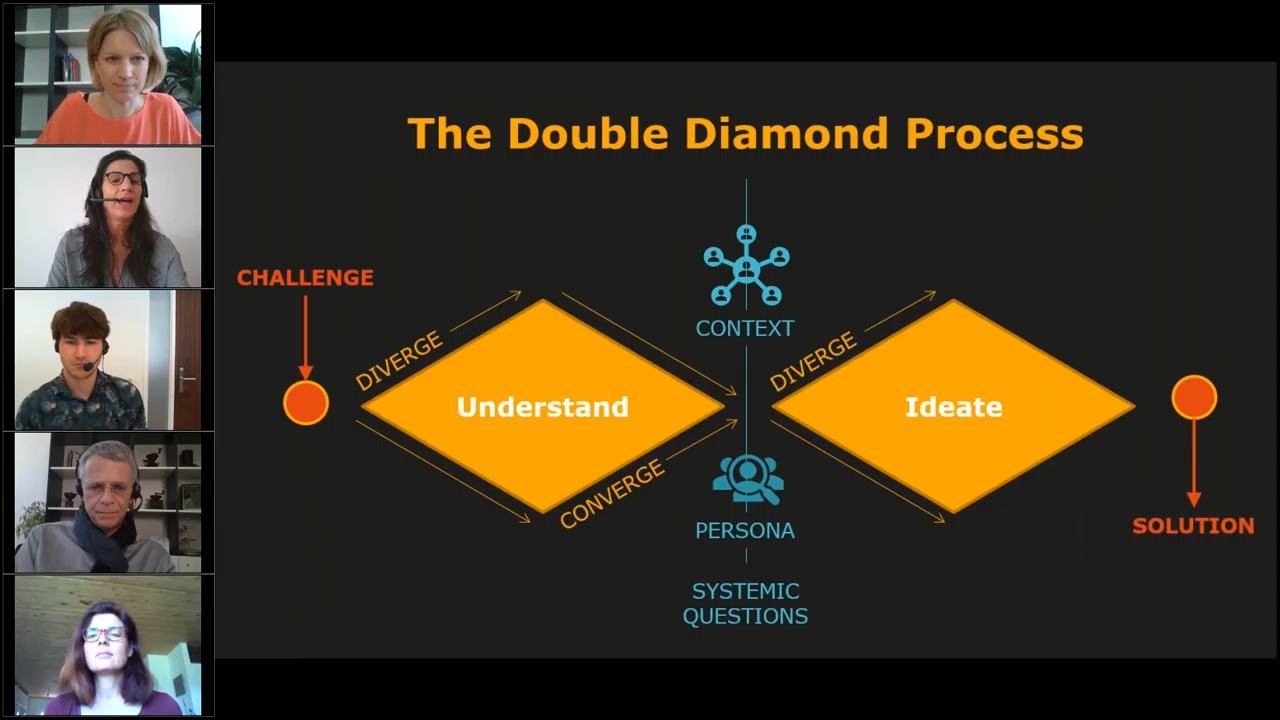 The Double Diamond Process
CHALLENGE
DIVERGE
Understand
CONVERGE
CONTEXT
PERSONA
SYSTEMIC
QUESTIONS
DIVERGE
Ideate
SOLUTION